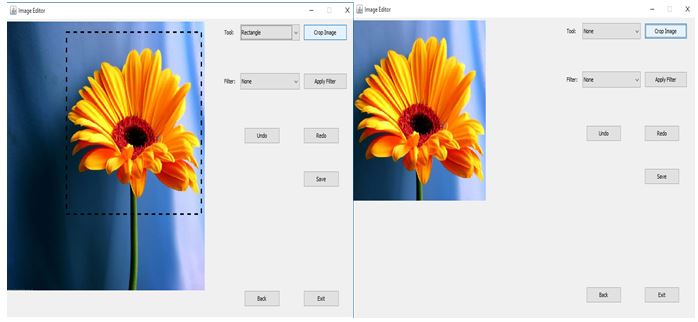 Image Editor
Tool: Rectangle Crop Image
Filter: None Apply Filter
Undo Redo
Save
Back Exit
Image Editor
Tool: None Crop Image
Filter: None Apply Filter
Undo Redo
Save
Back Exit